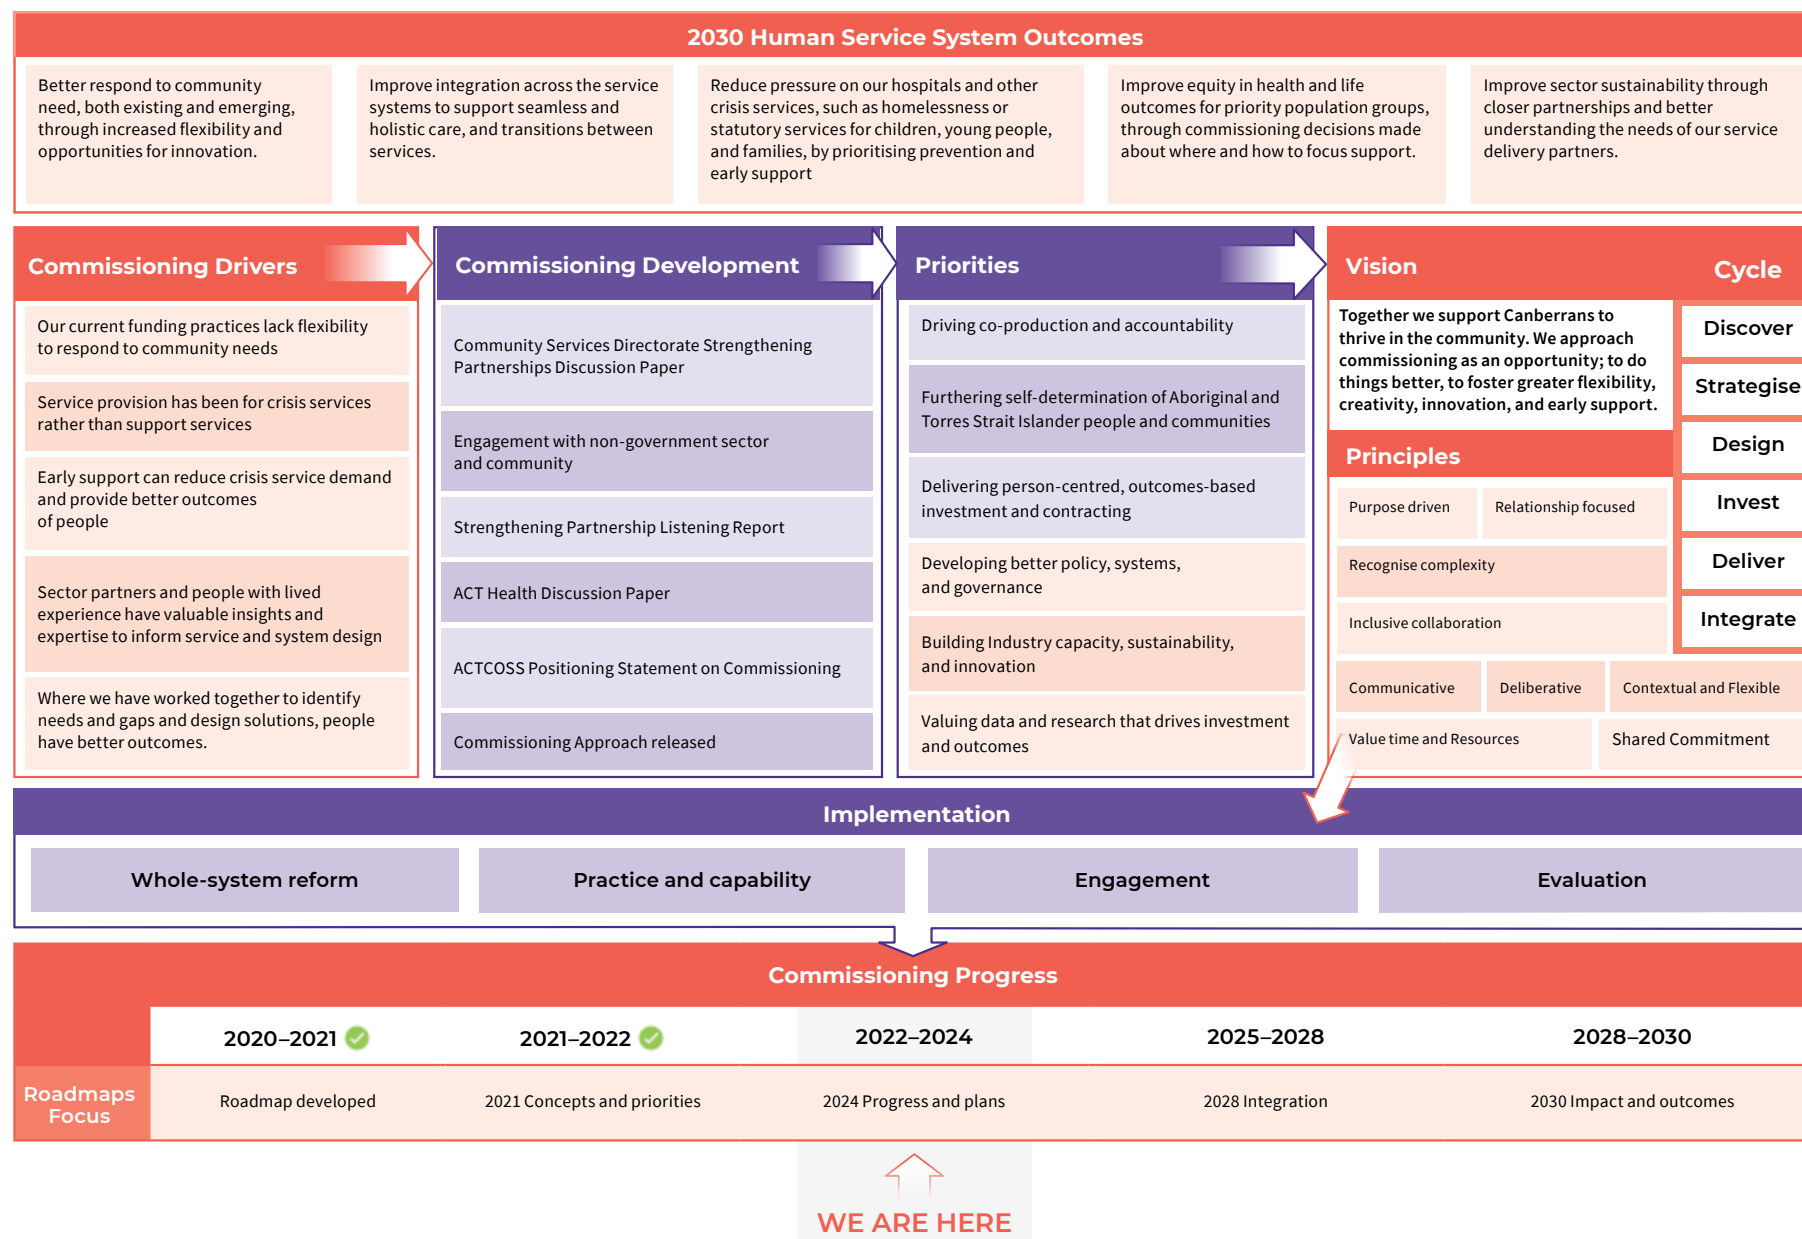 2030 Human Service System Outcomes
Better respond to community
need, both existing and emerging,
through increased flexibility and
opportunities for innovation.
Improve integration across the service
systems to support seamless and
holistic care, and transitions between
services.
Reduce pressure on our hospitals and other
crisis services, such as homelessness or
statutory services for children, young people,
and families, by prioritising prevention and
early support
Improve equity in health and life
outcomes for priority population groups,
through commissioning decisions made
about where and how to focus support.
Improve sector sustainability through
closer partnerships and better
understanding the needs of our service
delivery partners.
Commissioning Drivers
Our current funding practices lack flexibility
to respond to community needs
Service provision has been for crisis services
rather than support services
Early support can reduce crisis service demand
and provide better outcomes
of people
Sector partners and people with lived
experience have valuable insights and
expertise to inform service and system design
Where we have worked together to identify
needs and gaps and design solutions, people
have better outcomes.
Commissioning Development
Community Services Directorate Strengthening
Partnerships Discussion Paper
Engagement with non-government sector
and community
Strengthening Partnership Listening Report
ACT Health Discussion Paper
ACTCOSS Positioning Statement on Commissioning
Commissioning Approach released
Priorities
Driving co-production and accountability
Furthering self-determination of Aboriginal and
Torres Strait Islander people and communities
Delivering person-centred, outcomes-based
investment and contracting
Developing better policy, systems,
and governance
Building Industry capacity, sustainability,
and innovation
Valuing data and research that drives investment
and outcomes
Vision
Together we support Canberrans to
thrive in the community. We approach
commissioning as an opportunity; to do
things better, to foster greater flexibility,
creativity, innovation, and early support.
Principles
Purpose driven
Relationship focused
Recognise complexity
Inclusive collaboration
Communicative
Deliberative
Contextual and Flexible
Value time and Resources
Shared Commitment
Cycle
Discover
Strategise
Design
Invest
Deliver
Integrate
Implementation
Whole-system reform
Practice and capability
Engagement
Evaluation
Commissioning Progress
2020–2021
2021–2022
2022–2024
2025–2028
2028–2030
Roadmaps
Focus
Roadmap developed
2021 Concepts and priorities
2024 Progress and plans
2028 Integration
2030 Impact and outcomes
WE ARE HERE